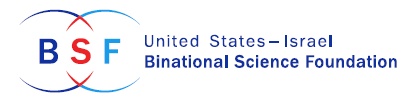 BSF
United States–Israel
Binational Science Foundation